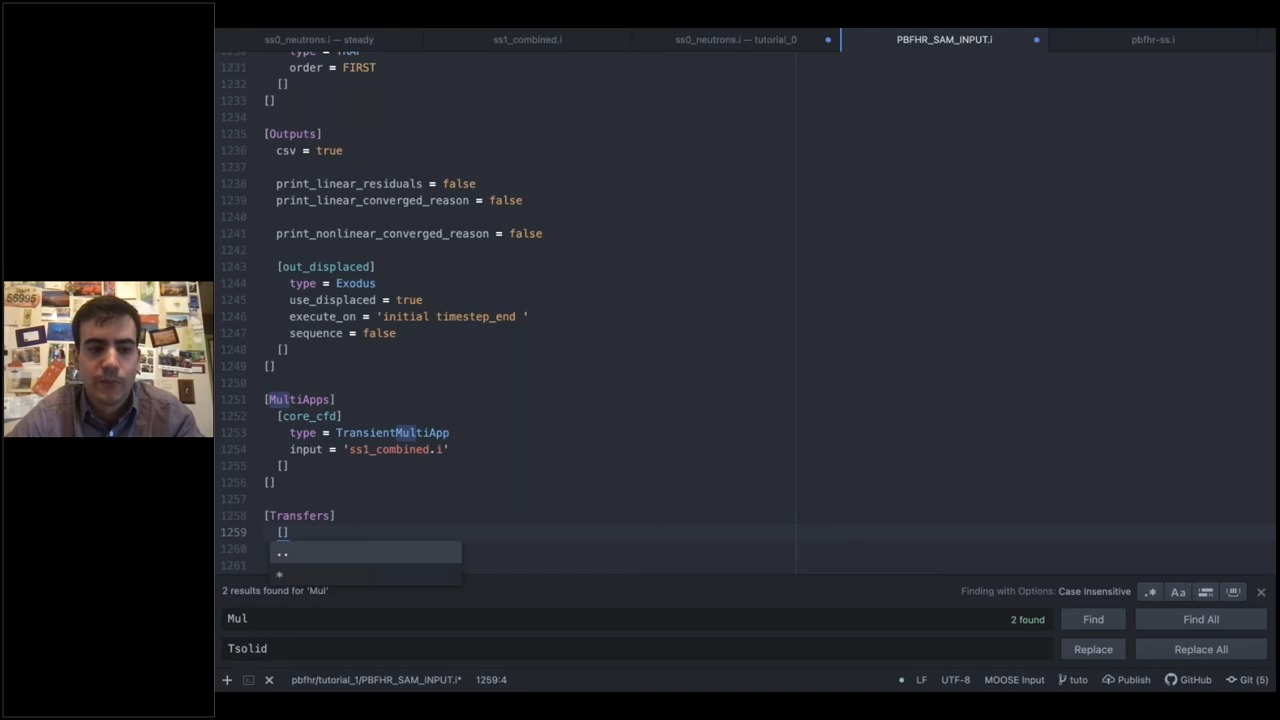 ss0_neutrons.i — steady
ss1_combined.i
ss0_neutrons.i — tutorial_0
PBFHR_SAM_INPUT.i
pbfhr-ss.i
1231 order = FIRST
1232 []
1233 []
1234
1235 [Outputs]
1236 csv = true
1237
1238 print_linear_residuals = false
1239 print_linear_converged_reason = false
1240
1241 print_nonlinear_converged_reason = false
1242
1243 [out_displaced]
1244 type = Exodus
1245 use_displaced = true
1246 execute_on = 'initial timestep_end '
1247 sequence = false
1248 []
1249 []
1250
1251 [MultiApps]
1252 [core_cfd]
1253 type = TransientMultiApp
1254 input = 'ss1_combined.i'
1255 []
1256 []
1257
1258 [Transfers]
1259 []
1260 ..
1261 *
2 results found for 'Mul'
Finding with Options: Case Insensitive
.* Aa
Mul
2 found
Find
Find All
Tsolid
Replace
Replace All
pbfhr/tutorial_1/PBFHR_SAM_INPUT.i* 1259:4
LF UTF-8 MOOSE Input tuto Publish GitHub Git (5)
56995